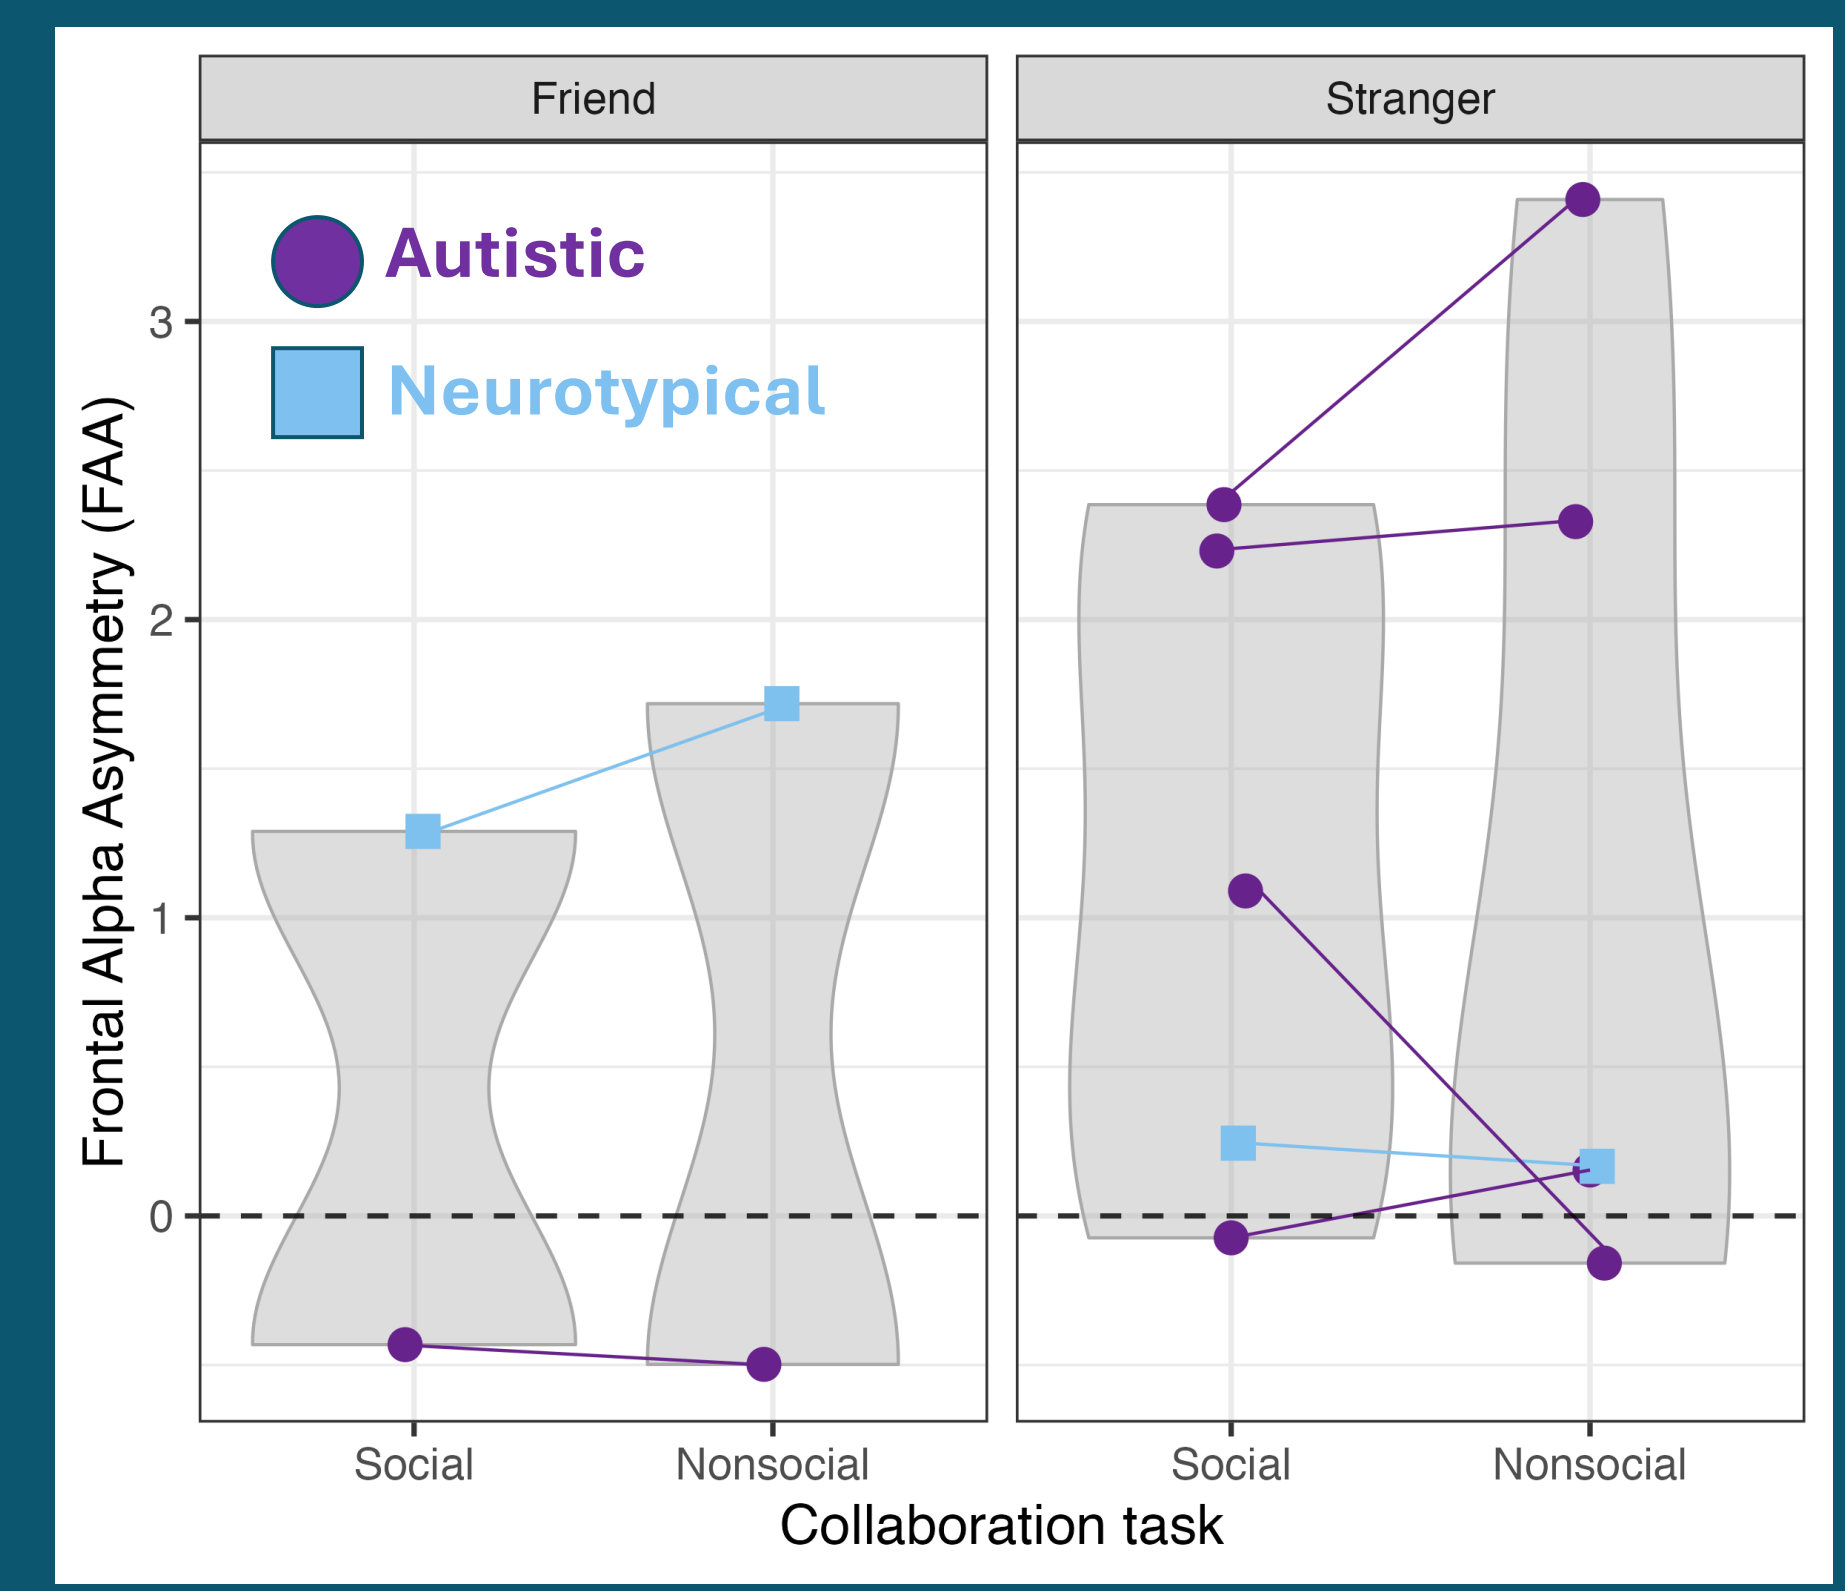 Friend
Stranger
Autistic
Neurotypical
Frontal Alpha Asymmetry (FAA)
3
2
1
0
Social
Nonsocial
Social
Nonsocial
Collaboration task